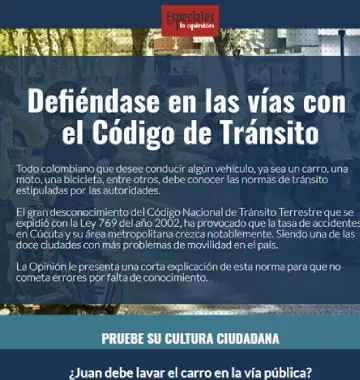 Especiales
la opinión
Defiéndase en las vías con
el Código de Tránsito
Todo colombiano que desee conducir algún vehículo, ya sea un carro, una
moto, una bicicleta, entre otros, debe conocer las normas de tránsito
estipuladas por las autoridades.
El gran desconocimiento del Código Nacional de Tránsito Terrestre que se
expidió con la Ley 769 del año 2002, ha provocado que la tasa de accidentes
en Cúcuta y su área metropolitana crezca notablemente. Siendo una de las
doce ciudades con más problemas de movilidad en el país.
La Opinión le presenta una corta explicación de esta norma para que no
cometa errores por falta de conocimiento.
PRUEBE SU CULTURA CIUDADANA
¿Juan debe lavar el carro en la vía pública?